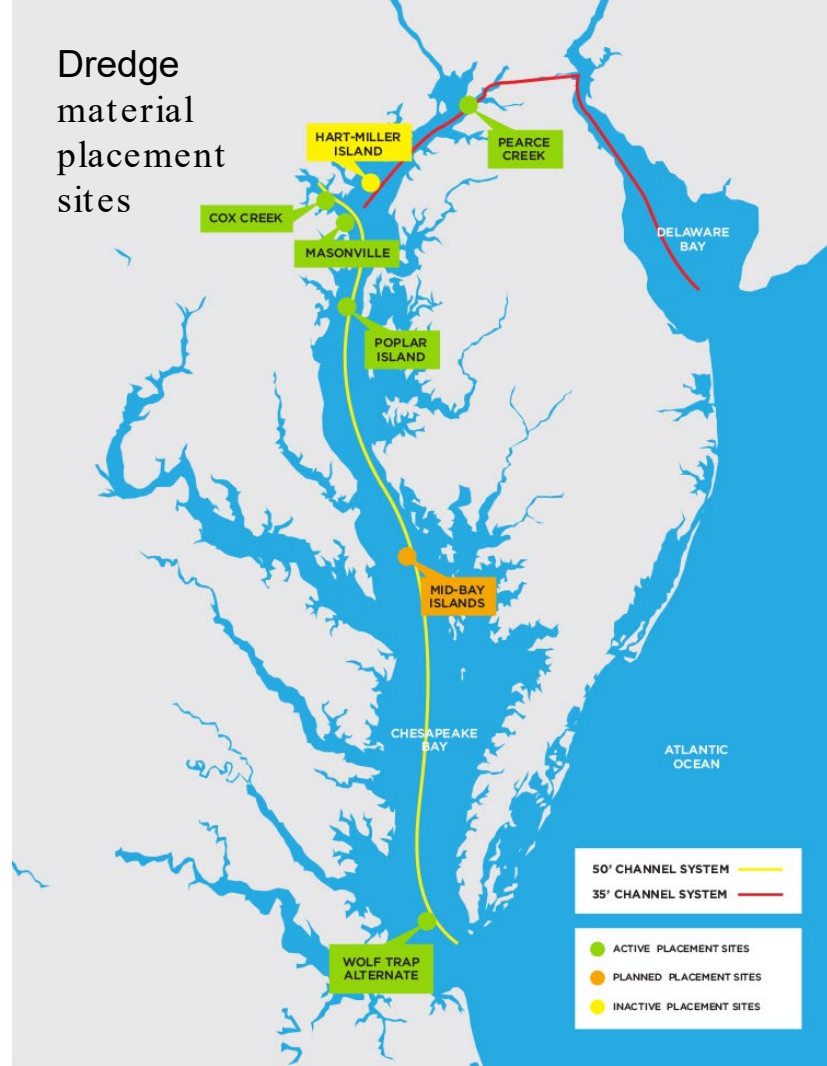 Dredge
material
placement
sites
HART-MILLER
ISLAND
PEARCE
CREEK
COX CREEK
MASONVILLE
DELAWARE
BAY
POPLAR
ISLAND
MID-BAY
ISLANDS
CHESAPEAKE
BAY
ATLANTIC
OCEAN
50' CHANNEL SYSTEM
35' CHANNEL SYSTEM
WOLF TRAP
ALTERNATE
ACTIVE PLACEMENT SITES
PLANNED PLACEMENT SITES
INACTIVE PLACEMENT SITES